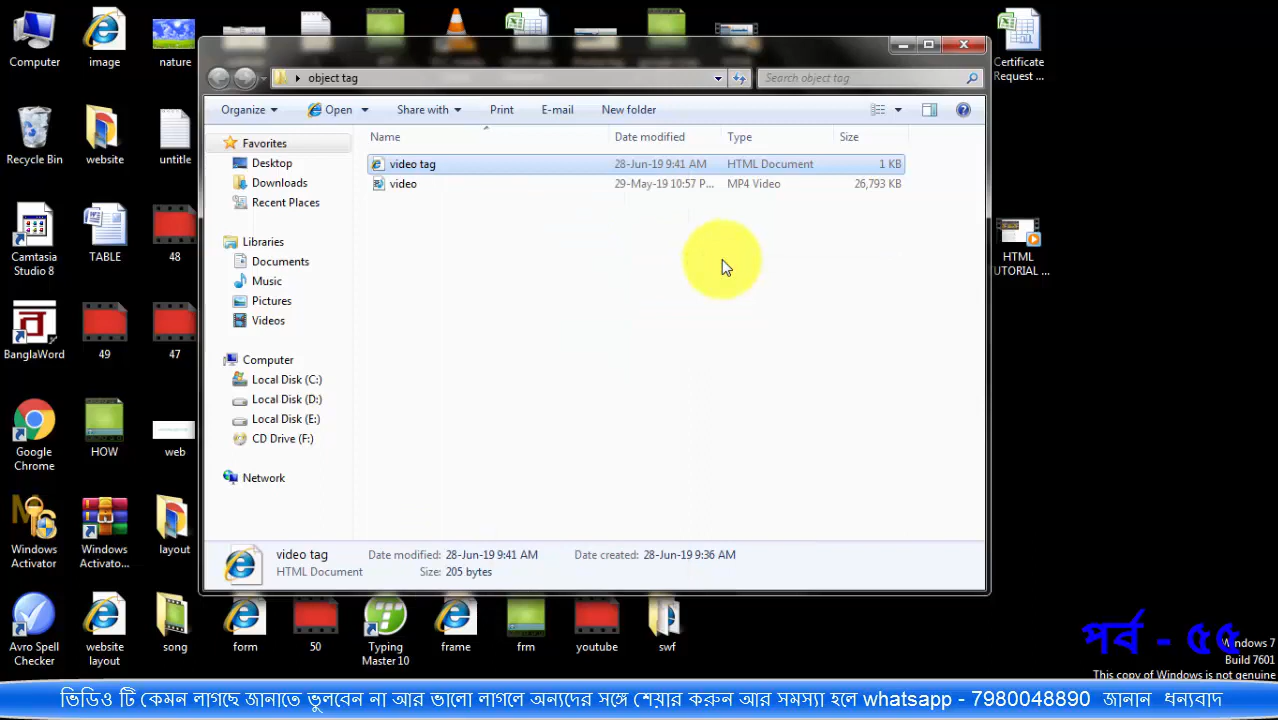 Computer
image
nature
Certificate
Request ...
object tag
Search object tag
Organize
Open
Share with
Print
E-mail
New folder
Favorites
Desktop
Downloads
Recent Places
Libraries
Documents
Music
Pictures
Videos
Computer
Local Disk (C:)
Local Disk (D:)
Local Disk (E:)
CD Drive (F:)
Network
Name
Date modified
Type
Size
video tag
28-Jun-19 9:41 AM
HTML Document
1 KB
video
29-May-19 10:57 P...
MP4 Video
26,793 KB
video tag
Date modified: 28-Jun-19 9:41 AM
Date created: 28-Jun-19 9:36 AM
HTML Document
Size: 205 bytes
Recycle Bin
website
untitle
Camtasia
Studio 8
TABLE
48
HTML
UTORIAL ...
BanglaWord
49
47
Google
Chrome
HOW
web
Windows
Activator
Windows
Activato...
layout
Avro Spell
Checker
website
layout
song
form
50
Typing
Master 10
frame
frm
youtube
swf
পর্ব - ৫৫
Windows 7
Build 7601
This copy of Windows is not genuine
ভিডিও টি কেমন লাগছে জানাতে ভুলবেন না আর ভালো লাগলে অন্যদের সঙ্গে শেয়ার করুন আর সমস্যা হলে whatsapp - 7980048890 জানান ধন্যবাদ